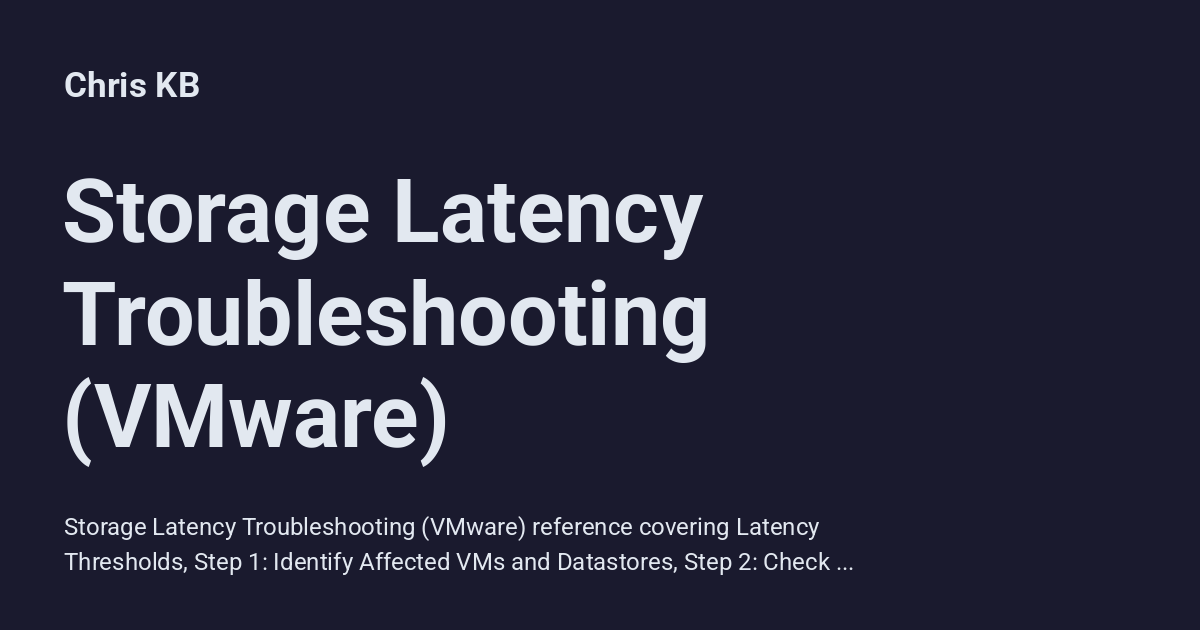 Chris KB
Storage Latency
Troubleshooting
(VMware)
Storage Latency Troubleshooting (VMware) reference covering Latency
Thresholds, Step 1: Identify Affected VMs and Datastores, Step 2: Check ...